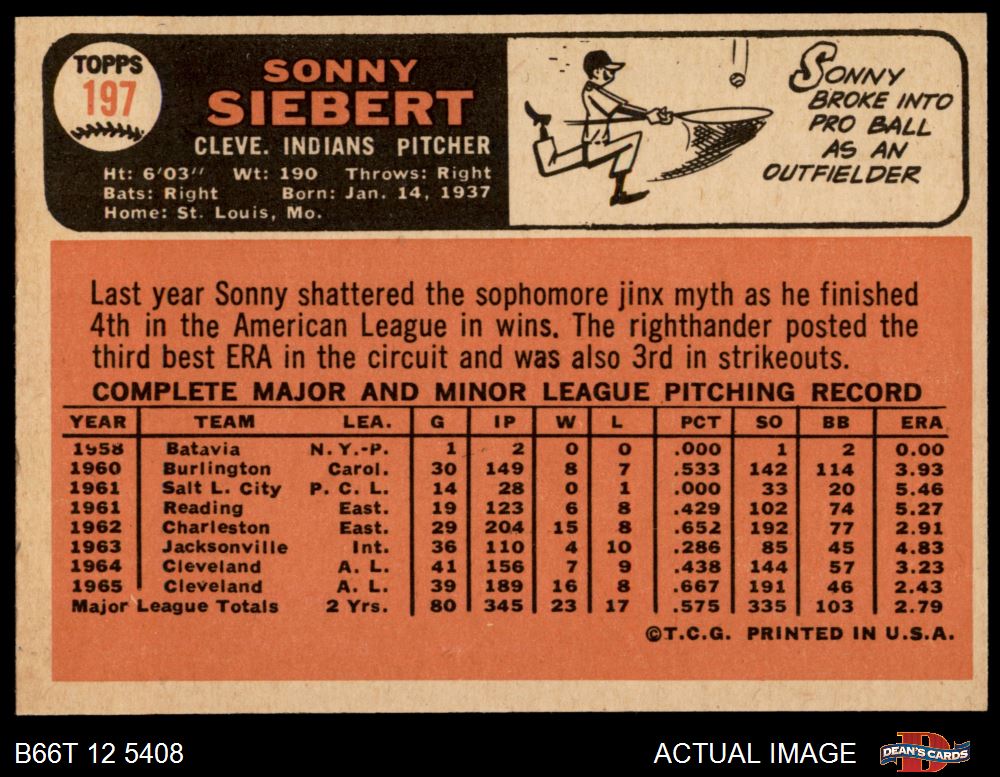 TOPPS
197
SONNY
SIEBERT
CLEVE. INDIANS PITCHER
Ht: 6'03" Wt: 190 Throws: Right
Bats: Right Born: Jan. 14, 1937
Home: St. Louis, Mo.
SONNY
BROKE INTO
PRO BALL
AS AN
OUTFIELDER
Last year Sonny shattered the sophomore jinx myth as he finished
4th in the American League in wins. The righthander posted the
third best ERA in the circuit and was also 3rd in strikeouts.
COMPLETE MAJOR AND MINOR LEAGUE PITCHING RECORD
YEAR TEAM LEA. G IP W L PCT SO BB ERA
1958 Batavia N.Y.-P. 1 2 0 0 .000 1 2 0.00
1960 Burlington Carol. 30 149 8 7 .533 142 114 3.93
1961 Salt L. City P. C. L. 14 28 0 1 .000 33 20 5.46
1961 Reading East. 19 123 6 8 .429 102 74 5.27
1962 Charleston East. 29 204 15 8 .652 192 77 2.91
1963 Jacksonville Int. 36 110 4 10 .286 85 45 4.83
1964 Cleveland A. L. 41 156 7 9 .438 144 57 3.23
1965 Cleveland A. L. 39 189 16 8 .667 191 46 2.43
Major League Totals 2 Yrs. 80 345 23 17 .575 335 103 2.79
©T.C.G. PRINTED IN U.S.A.
B66T 12 5408 ACTUAL IMAGE
DEAN'S CARDS